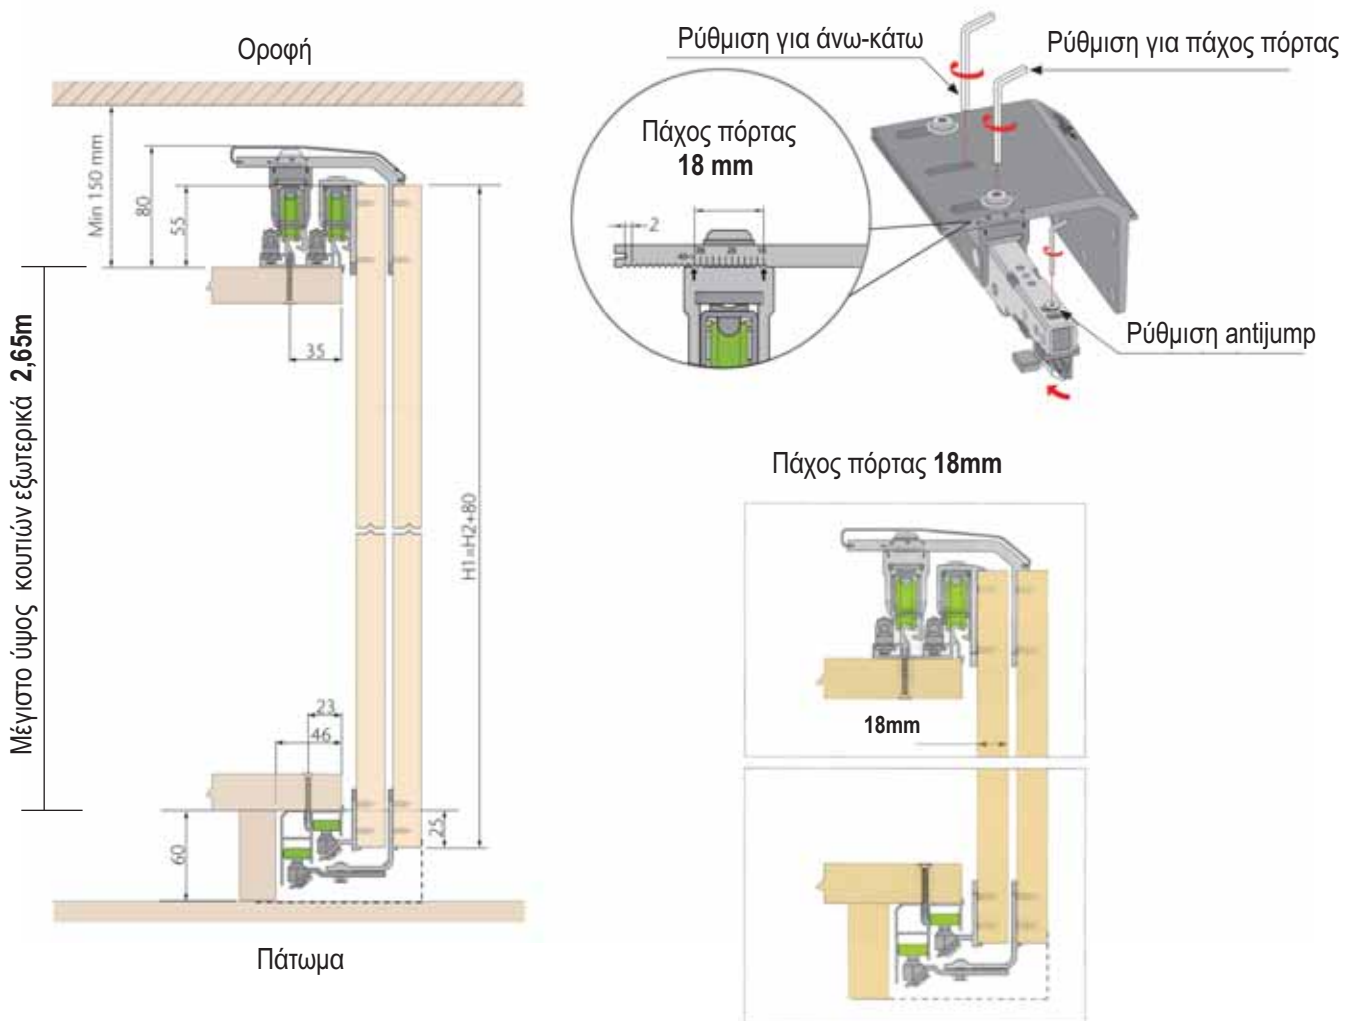 Οροφή
Ρύθμιση για άνω-κάτω
Ρύθμιση για πάχος πόρτας
Πάχος πόρτας
18 mm
2
Min 150 mm
80
55
35
Μέγιστο ύψος κουτιών εξωτερικά 2,65m
H1=H2+80
Ρύθμιση antijump
Πάχος πόρτας 18mm
18mm
23
46
60
25
Πάτωμα